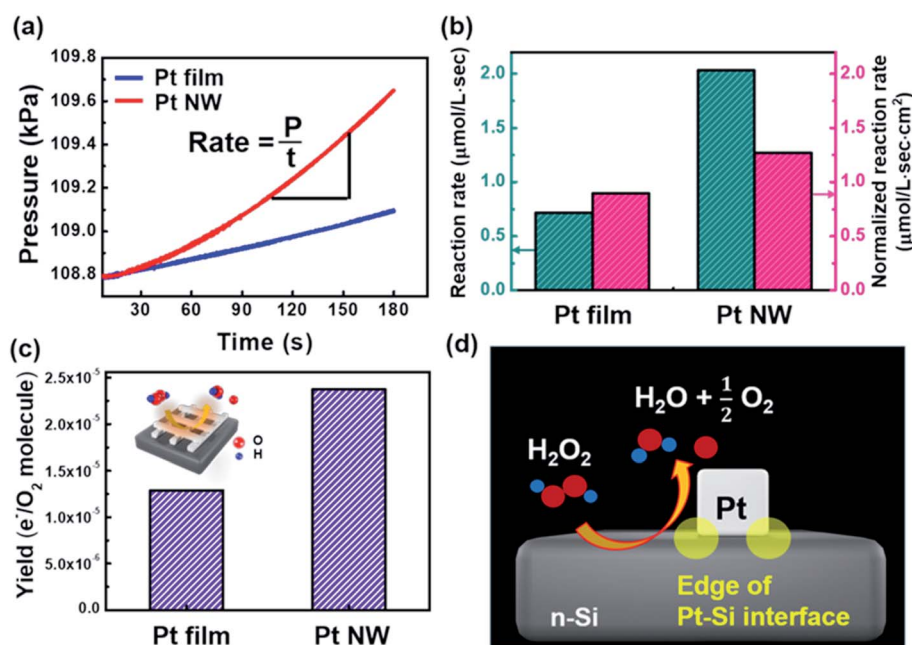 (a)
109.8
109.6
109.4
109.2
109.0
108.8
Pressure (kPa)
Pt film
Pt NW
Rate = P
t
30 60 90 120 150 180
Time (s)
(b)
2.0
1.5
1.0
0.5
0.0
Reaction rate (μmol/L·sec)
2.0
1.5
1.0
0.5
0.0
Normalized reaction rate
(μmol/L·sec·cm²)
Pt film Pt NW
(c)
2.5x10⁻⁵
2.0x10⁻⁵
1.5x10⁻⁵
1.0x10⁻⁵
5.0x10⁻⁶
0.0
Yield (e⁻/O₂ molecule)
O
H
Pt film Pt NW
(d)
H₂O + ½ O₂
H₂O₂
Pt
Edge of
n-Si Pt-Si interface